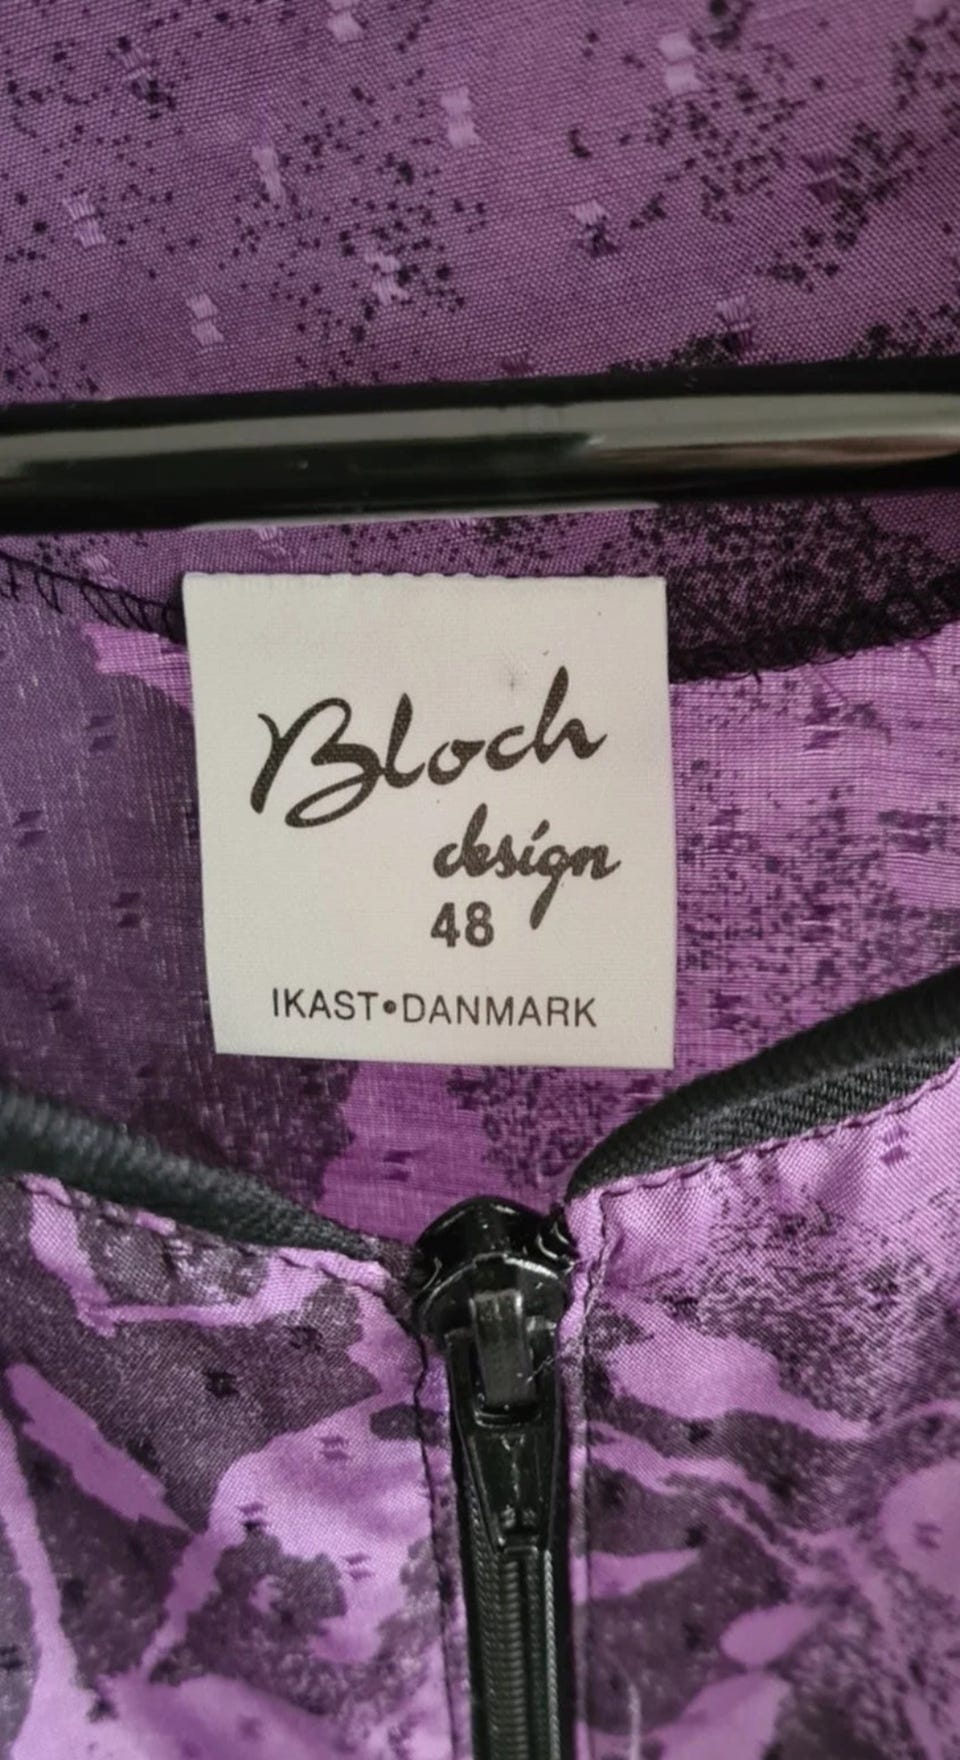 Bloch
design
48
IKAST•DANMARK